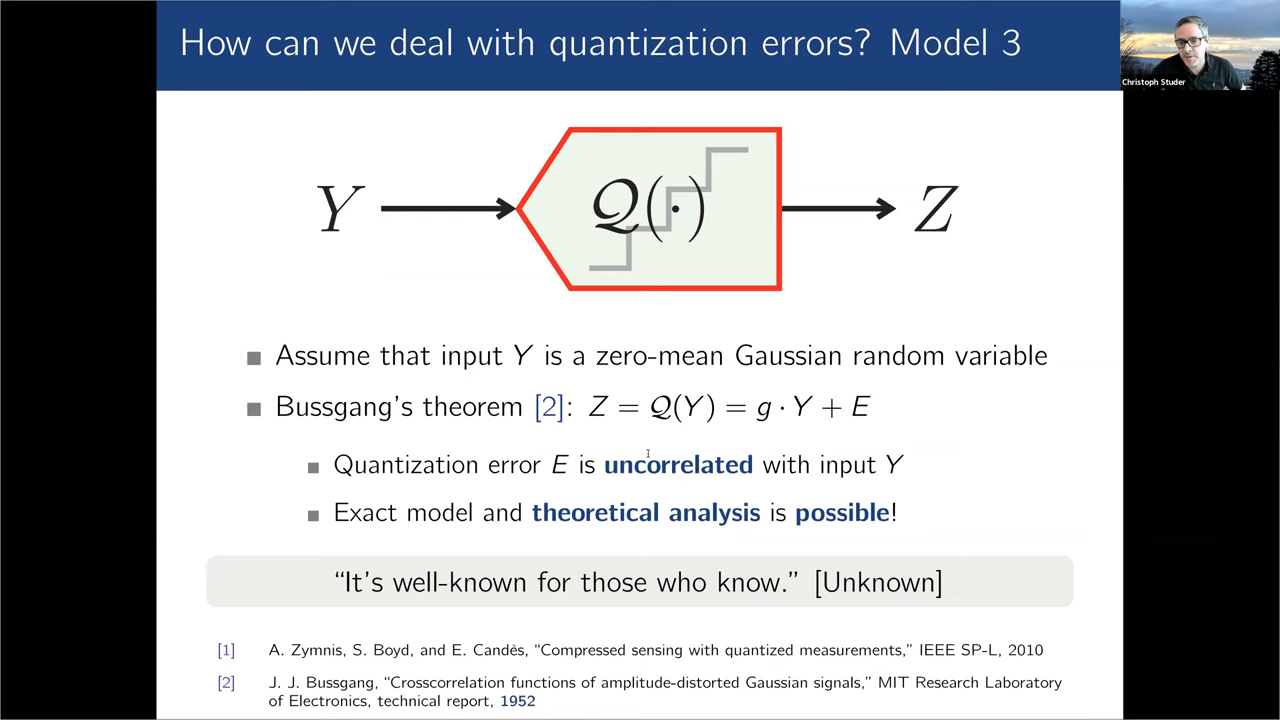 How can we deal with quantization errors? Model 3
Christoph Studer
Y
𝒬(·)
Z
Assume that input Y is a zero-mean Gaussian random variable
Bussgang's theorem [2]: Z = 𝒬(Y) = g · Y + E
Quantization error E is uncorrelated with input Y
Exact model and theoretical analysis is possible!
“It's well-known for those who know.” [Unknown]
[1] A. Zymnis, S. Boyd, and E. Candès, “Compressed sensing with quantized measurements,” IEEE SP-L, 2010
[2] J. J. Bussgang, “Crosscorrelation functions of amplitude-distorted Gaussian signals,” MIT Research Laboratory
of Electronics, technical report, 1952